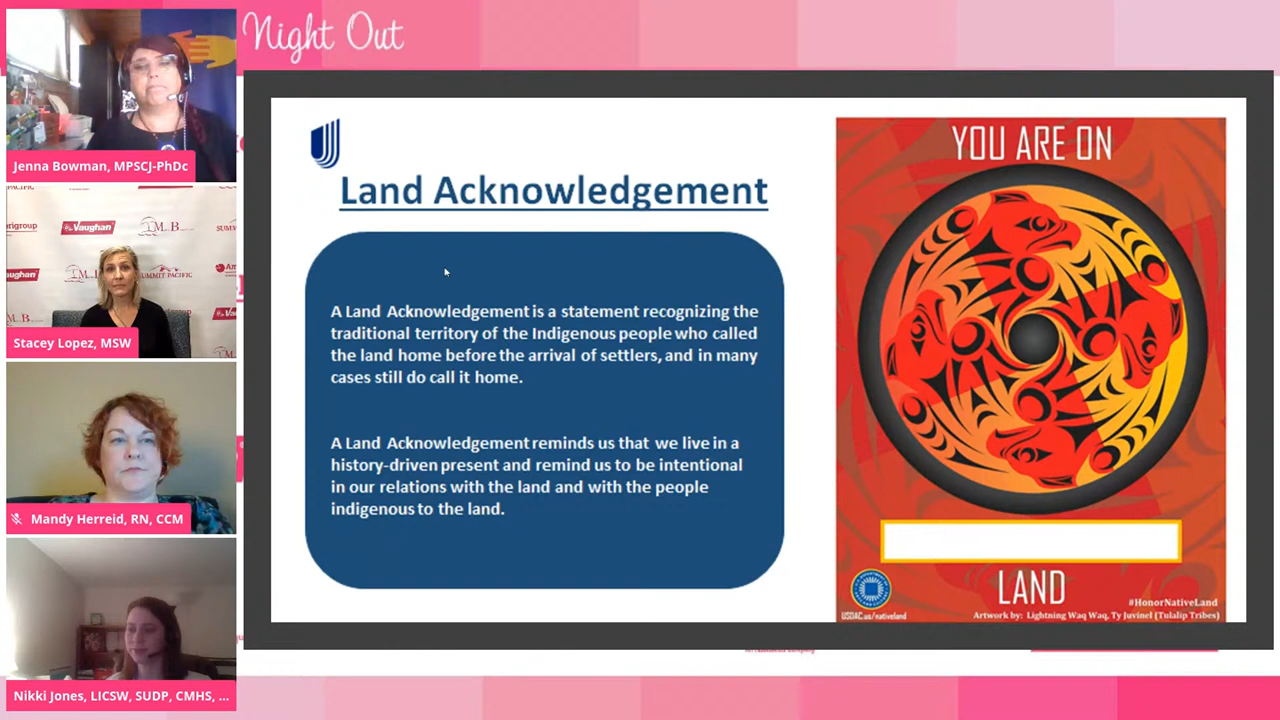 Night Out
Jenna Bowman, MPSCJ-PhDc
Vaughan
SUMMIT PACIFIC
Stacey Lopez, MSW
Mandy Herreid, RN, CCM
Nikki Jones, LICSW, SUDP, CMHS, ...
Land Acknowledgement
A Land Acknowledgement is a statement recognizing the
traditional territory of the Indigenous people who called
the land home before the arrival of settlers, and in many
cases still do call it home.
A Land Acknowledgement reminds us that we live in a
history-driven present and remind us to be intentional
in our relations with the land and with the people
indigenous to the land.
YOU ARE ON
LAND
#HonorNativeLand
Artwork by: Lightning Waq Waq, Ty Juvinel (Tulalip Tribes)